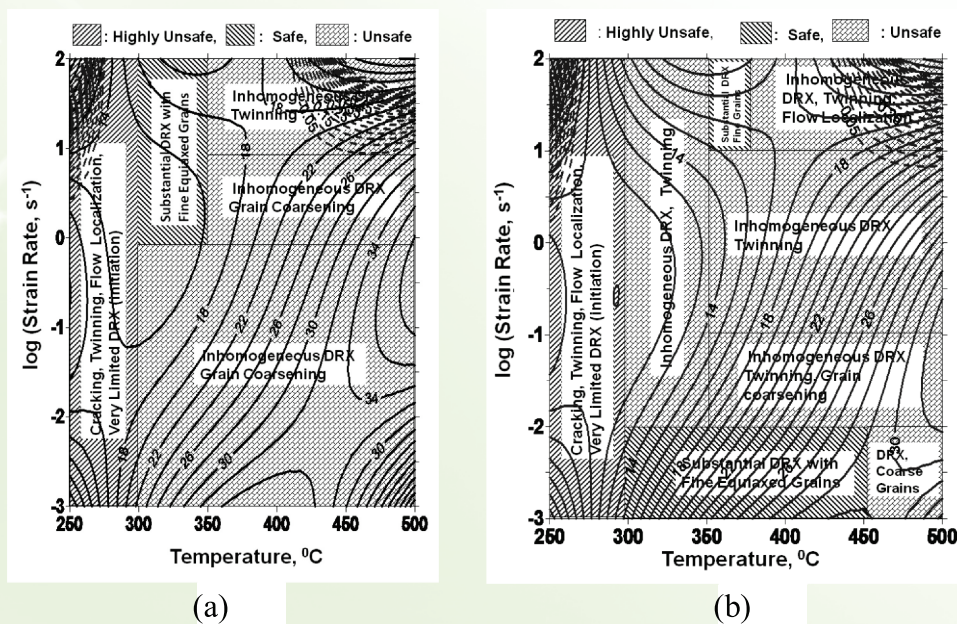 : Highly Unsafe, : Safe, : Unsafe
2
1
0
-1
-2
-3
250 300 350 400 450 500
log (Strain Rate, s-1)
Temperature, ⁰C
Cracking, Twinning, Flow Localization,
Very Limited DRX (Initiation)
Substantial DRX with
Fine Equiaxed Grains
Inhomogeneous DRX
Twinning
Inhomogeneous DRX
Grain Coarsening
Inhomogeneous DRX
Grain Coarsening
14
18
18
22
26
34
18
22
26
30
34
18
22
26
30
30
(a)
: Highly Unsafe, : Safe, : Unsafe
2
1
0
-1
-2
-3
250 300 350 400 450 500
log (Strain Rate, s-1)
Temperature, ⁰C
Cracking, Twinning, Flow Localization,
Very Limited DRX (Initiation)
Inhomogeneous DRX, Twinning
Substantial DRX
Fine Grains
Inhomogeneous
DRX, Twinning,
Flow Localization
Inhomogeneous DRX
Twinning
Inhomogeneous DRX
Twinning, Grain
coarsening
Substantial DRX with
Fine Equiaxed Grains
DRX,
Coarse
Grains
14
18
14
18
22
26
14
18
26
30
(b)